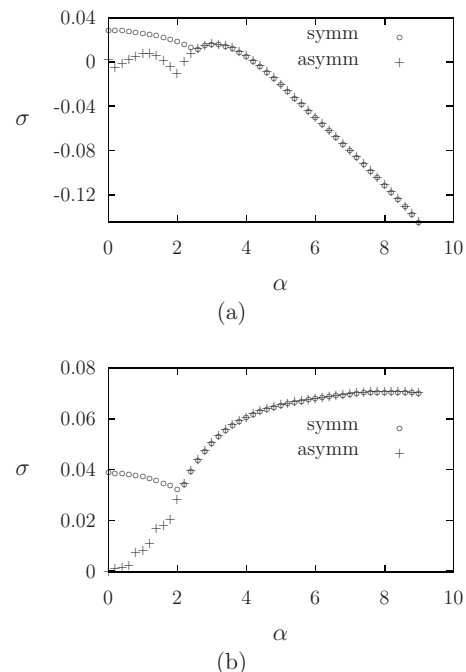 0.04
0
-0.04
-0.08
-0.12
σ
symm
asymm
0 2 4 6 8 10
α
(a)
0.08
0.06
0.04
0.02
0
σ
symm
asymm
0 2 4 6 8 10
α
(b)